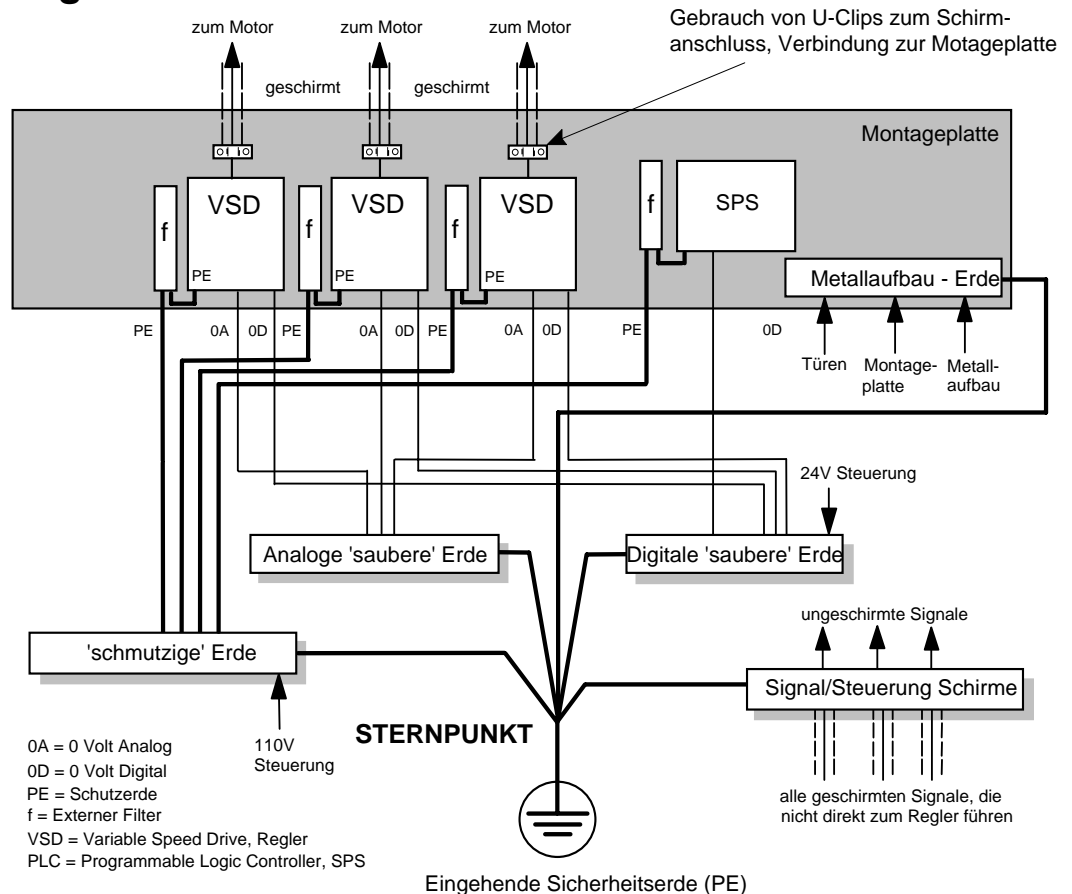 zum Motor
zum Motor
zum Motor
Gebrauch von U-Clips zum Schirm-
anschluss, Verbindung zur Motageplatte
geschirmt
geschirmt
Montageplatte
VSD
VSD
VSD
SPS
f
f
f
f
PE
PE
PE
Metallaufbau - Erde
PE
0A
0D
PE
0A
0D
PE
0A
0D
PE
0D
Türen
Montage-
platte
Metall-
aufbau
24V Steuerung
Analoge 'saubere' Erde
Digitale 'saubere' Erde
ungeschirmte Signale
'schmutzige' Erde
Signal/Steuerung Schirme
STERNPUNKT
110V
Steuerung
0A = 0 Volt Analog
0D = 0 Volt Digital
PE = Schutzerde
f = Externer Filter
VSD = Variable Speed Drive, Regler
PLC = Programmable Logic Controller, SPS
alle geschirmten Signale, die
nicht direkt zum Regler führen
Eingehende Sicherheitserde (PE)